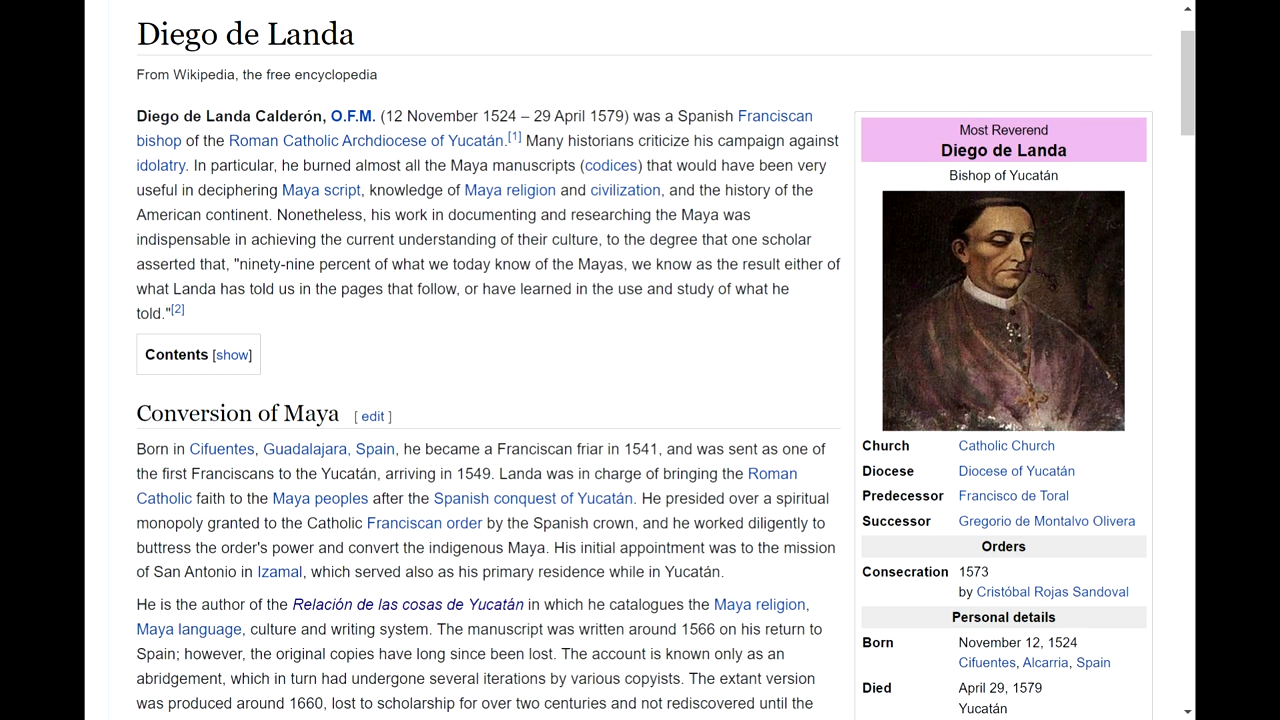 Diego de Landa
From Wikipedia, the free encyclopedia
Diego de Landa Calderón, O.F.M. (12 November 1524 – 29 April 1579) was a Spanish Franciscan
bishop of the Roman Catholic Archdiocese of Yucatán.[1] Many historians criticize his campaign against
idolatry. In particular, he burned almost all the Maya manuscripts (codices) that would have been very
useful in deciphering Maya script, knowledge of Maya religion and civilization, and the history of the
American continent. Nonetheless, his work in documenting and researching the Maya was
indispensable in achieving the current understanding of their culture, to the degree that one scholar
asserted that, "ninety-nine percent of what we today know of the Mayas, we know as the result either of
what Landa has told us in the pages that follow, or have learned in the use and study of what he
told."[2]
Contents [show]
Conversion of Maya [ edit ]
Born in Cifuentes, Guadalajara, Spain, he became a Franciscan friar in 1541, and was sent as one of
the first Franciscans to the Yucatán, arriving in 1549. Landa was in charge of bringing the Roman
Catholic faith to the Maya peoples after the Spanish conquest of Yucatán. He presided over a spiritual
monopoly granted to the Catholic Franciscan order by the Spanish crown, and he worked diligently to
buttress the order's power and convert the indigenous Maya. His initial appointment was to the mission
of San Antonio in Izamal, which served also as his primary residence while in Yucatán.
He is the author of the Relación de las cosas de Yucatán in which he catalogues the Maya religion,
Maya language, culture and writing system. The manuscript was written around 1566 on his return to
Spain; however, the original copies have long since been lost. The account is known only as an
abridgement, which in turn had undergone several iterations by various copyists. The extant version
was produced around 1660, lost to scholarship for over two centuries and not rediscovered until the
Most Reverend
Diego de Landa
Bishop of Yucatán
Church Catholic Church
Diocese Diocese of Yucatán
Predecessor Francisco de Toral
Successor Gregorio de Montalvo Olivera
Orders
Consecration 1573
by Cristóbal Rojas Sandoval
Personal details
Born November 12, 1524
Cifuentes, Alcarria, Spain
Died April 29, 1579
Yucatán